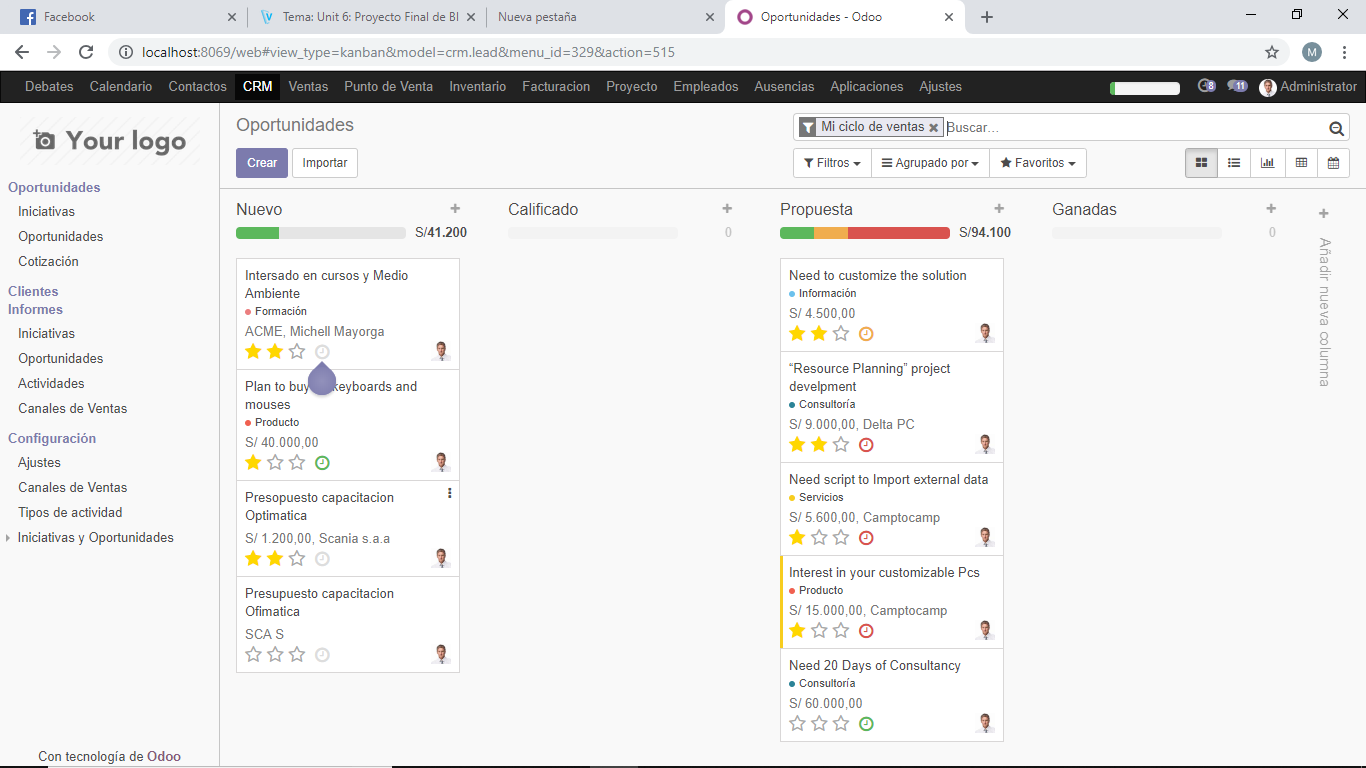 Facebook
Tema: Unit 6: Proyecto Final de BI
Nueva pestaña
Oportunidades - Odoo
localhost:8069/web#view_type=kanban&model=crm.lead&menu_id=329&action=515
M
Debates Calendario Contactos CRM Ventas Punto de Venta Inventario Facturacion Proyecto Empleados Ausencias Aplicaciones Ajustes
8 11 Administrator
Your logo
Oportunidades
Iniciativas
Oportunidades
Cotización
Clientes
Informes
Iniciativas
Oportunidades
Actividades
Canales de Ventas
Configuración
Ajustes
Canales de Ventas
Tipos de actividad
Iniciativas y Oportunidades
Con tecnología de Odoo
Oportunidades
Mi ciclo de ventas Buscar...
Crear Importar
Filtros Agrupado por Favoritos
Nuevo
S/41.200
Intersado en cursos y Medio
Ambiente
Formación
ACME, Michell Mayorga
Plan to buy keyboards and
mouses
Producto
S/ 40.000,00
Presopuesto capacitacion
Optimatica
S/ 1.200,00, Scania s.a.a
Presupuesto capacitacion
Ofimatica
SCA S
Calificado
0
Propuesta
S/94.100
Need to customize the solution
Información
S/ 4.500,00
“Resource Planning” project
develpment
Consultoría
S/ 9.000,00, Delta PC
Need script to Import external data
Servicios
S/ 5.600,00, Camptocamp
Interest in your customizable Pcs
Producto
S/ 15.000,00, Camptocamp
Need 20 Days of Consultancy
Consultoría
S/ 60.000,00
Ganadas
0
Añadir nueva columna